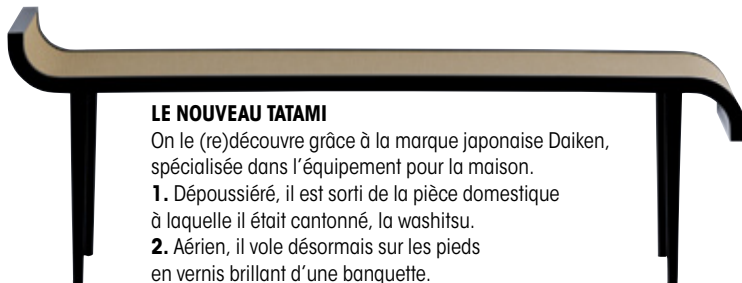 LE NOUVEAU TATAMI
On le (re)découvre grâce à la marque japonaise Daiken,
spécialisée dans l'équipement pour la maison.
1. Dépoussiéré, il est sorti de la pièce domestique
à laquelle il était cantonné, la washitsu.
2. Aérien, il vole désormais sur les pieds
en vernis brillant d'une banquette.